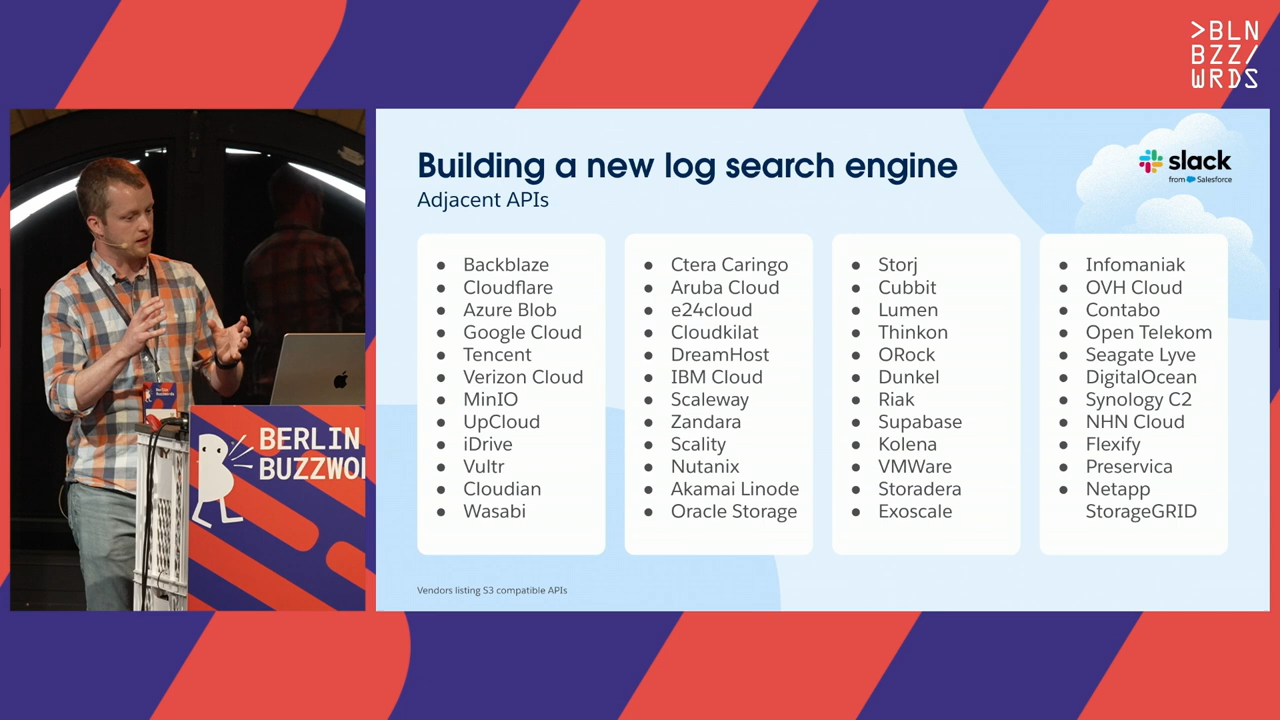 >BLN
BZZ/
WRDS
Building a new log search engine
Adjacent APIs
slack
from Salesforce
Backblaze
Cloudflare
Azure Blob
Google Cloud
Tencent
Verizon Cloud
MinIO
UpCloud
iDrive
Vultr
Cloudian
Wasabi
Ctera Caringo
Aruba Cloud
e24cloud
Cloudkilat
DreamHost
IBM Cloud
Scaleway
Zandara
Scality
Nutanix
Akamai Linode
Oracle Storage
Storj
Cubbit
Lumen
Thinkon
ORock
Dunkel
Riak
Supabase
Kolena
VMWare
Storadera
Exoscale
Infomaniak
OVH Cloud
Contabo
Open Telekom
Seagate Lyve
DigitalOcean
Synology C2
NHN Cloud
Flexify
Preservica
Netapp
StorageGRID
Vendors listing S3 compatible APIs
BERLIN
BUZZWO